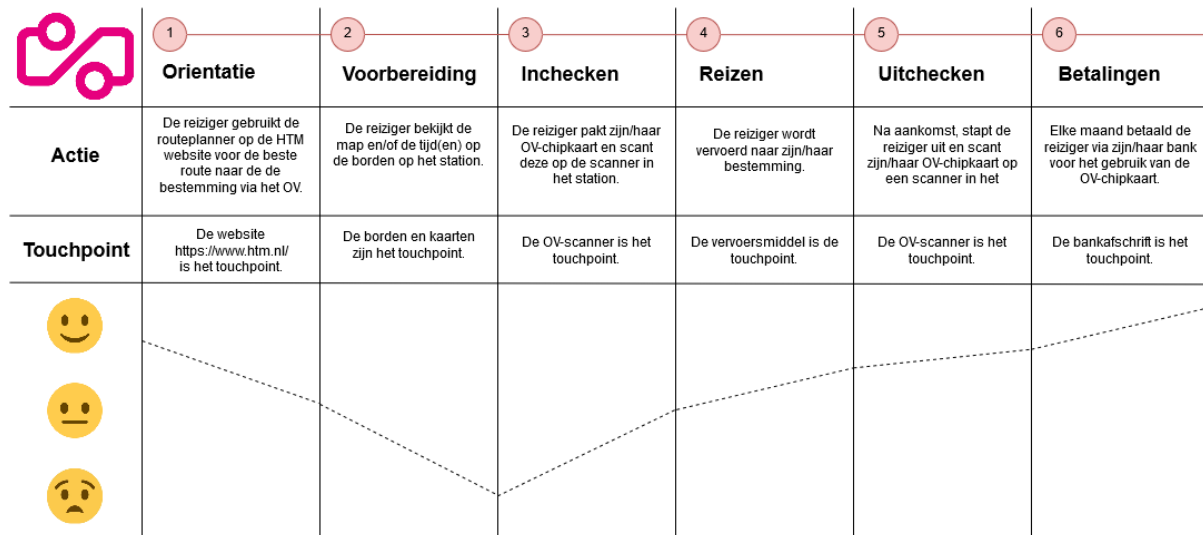 1
2
3
4
5
6
Orientatie
Voorbereiding
Inchecken
Reizen
Uitchecken
Betalingen
Actie
De reiziger gebruikt de
routeplanner op de HTM
website voor de beste
route naar de de
bestemming via het OV.
De reiziger bekijkt de
map en/of de tijd(en) op
de borden op het station.
De reiziger pakt zijn/haar
OV-chipkaart en scant
deze op de scanner in
het station.
De reiziger wordt
vervoerd naar zijn/haar
bestemming.
Na aankomst, stapt de
reiziger uit en scant
zijn/haar OV-chipkaart op
een scanner in het
Elke maand betaald de
reiziger via zijn/haar bank
voor het gebruik van de
OV-chipkaart.
Touchpoint
De website
https://www.htm.nl/
is het touchpoint.
De borden en kaarten
zijn het touchpoint.
De OV-scanner is het
touchpoint.
De vervoersmiddel is de
touchpoint.
De OV-scanner is het
touchpoint.
De bankafschrift is het
touchpoint.